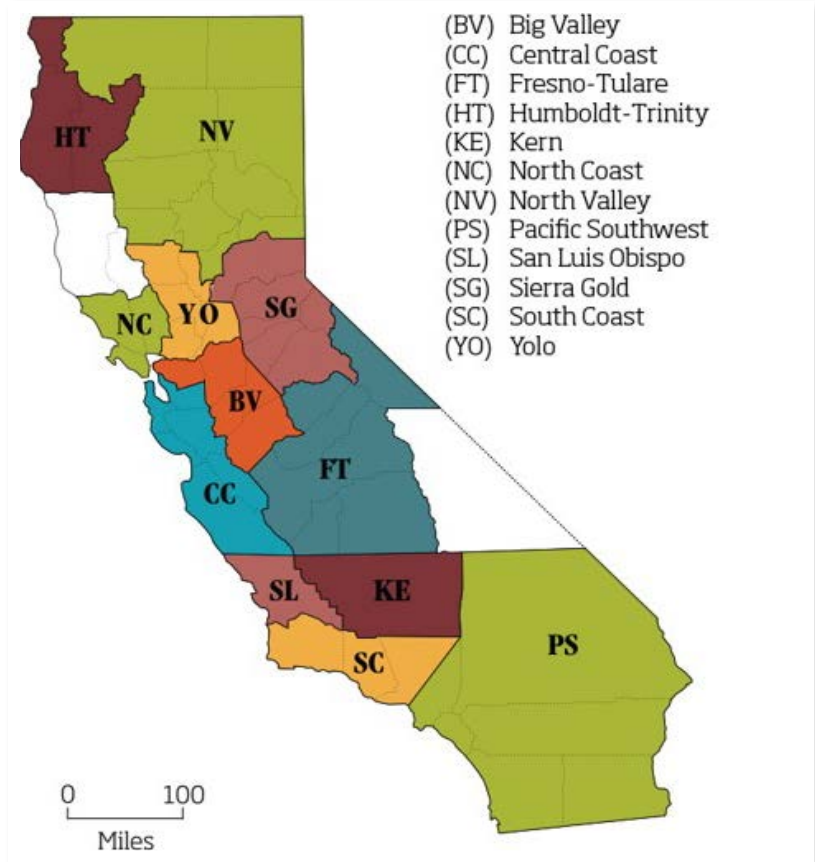 (BV) Big Valley
(CC) Central Coast
(FT) Fresno-Tulare
(HT) Humboldt-Trinity
(KE) Kern
(NC) North Coast
(NV) North Valley
(PS) Pacific Southwest
(SL) San Luis Obispo
(SG) Sierra Gold
(SC) South Coast
(YO) Yolo
HT
NV
NC
YO
SG
BV
CC
FT
SL
KE
SC
PS
0 100
Miles